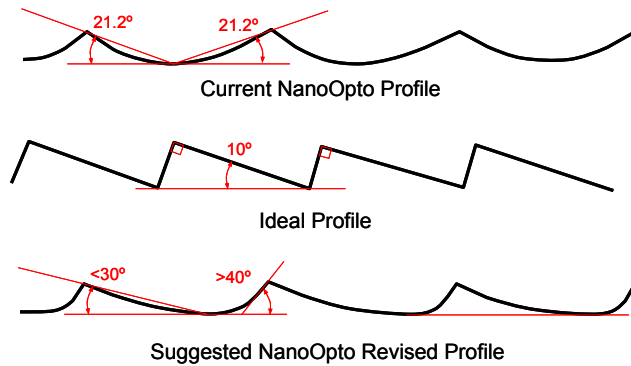 21.2º 21.2º
Current NanoOpto Profile
10º
Ideal Profile
<30º >40º
Suggested NanoOpto Revised Profile